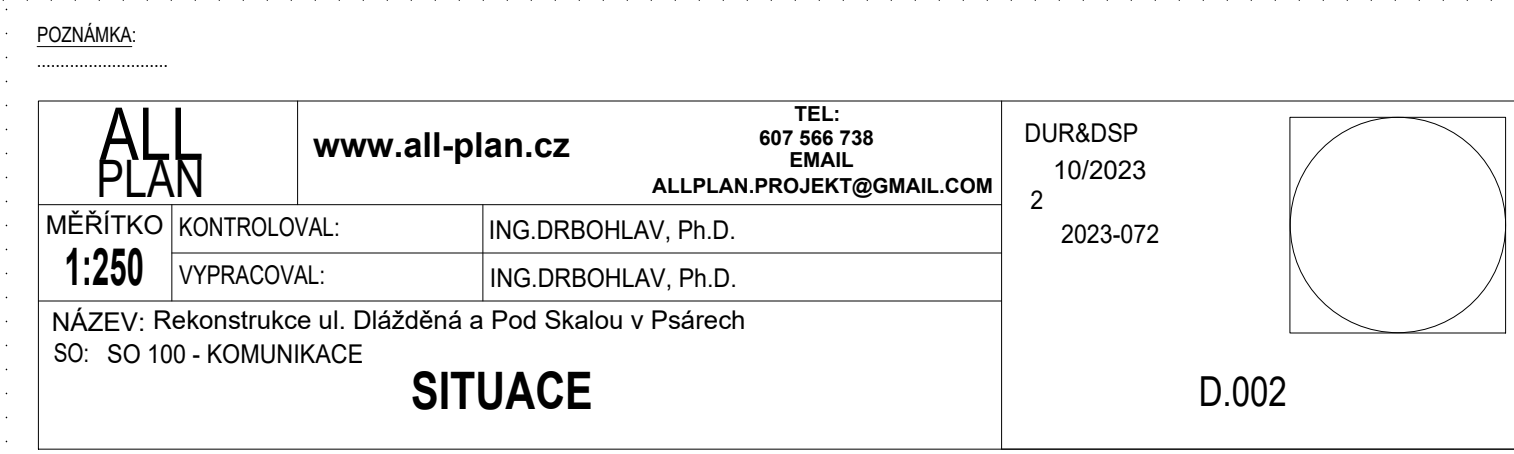 POZNÁMKA:
............................
ALL
PLAN
www.all-plan.cz
TEL:
607 566 738
EMAIL
ALLPLAN.PROJEKT@GMAIL.COM
MĚŘÍTKO
1:250
KONTROLOVAL: ING.DRBOHLAV, Ph.D.
VYPRACOVAL: ING.DRBOHLAV, Ph.D.
NÁZEV: Rekonstrukce ul. Dlážděná a Pod Skalou v Psárech
SO: SO 100 - KOMUNIKACE
SITUACE
DUR&DSP
10/2023
2
2023-072
D.002